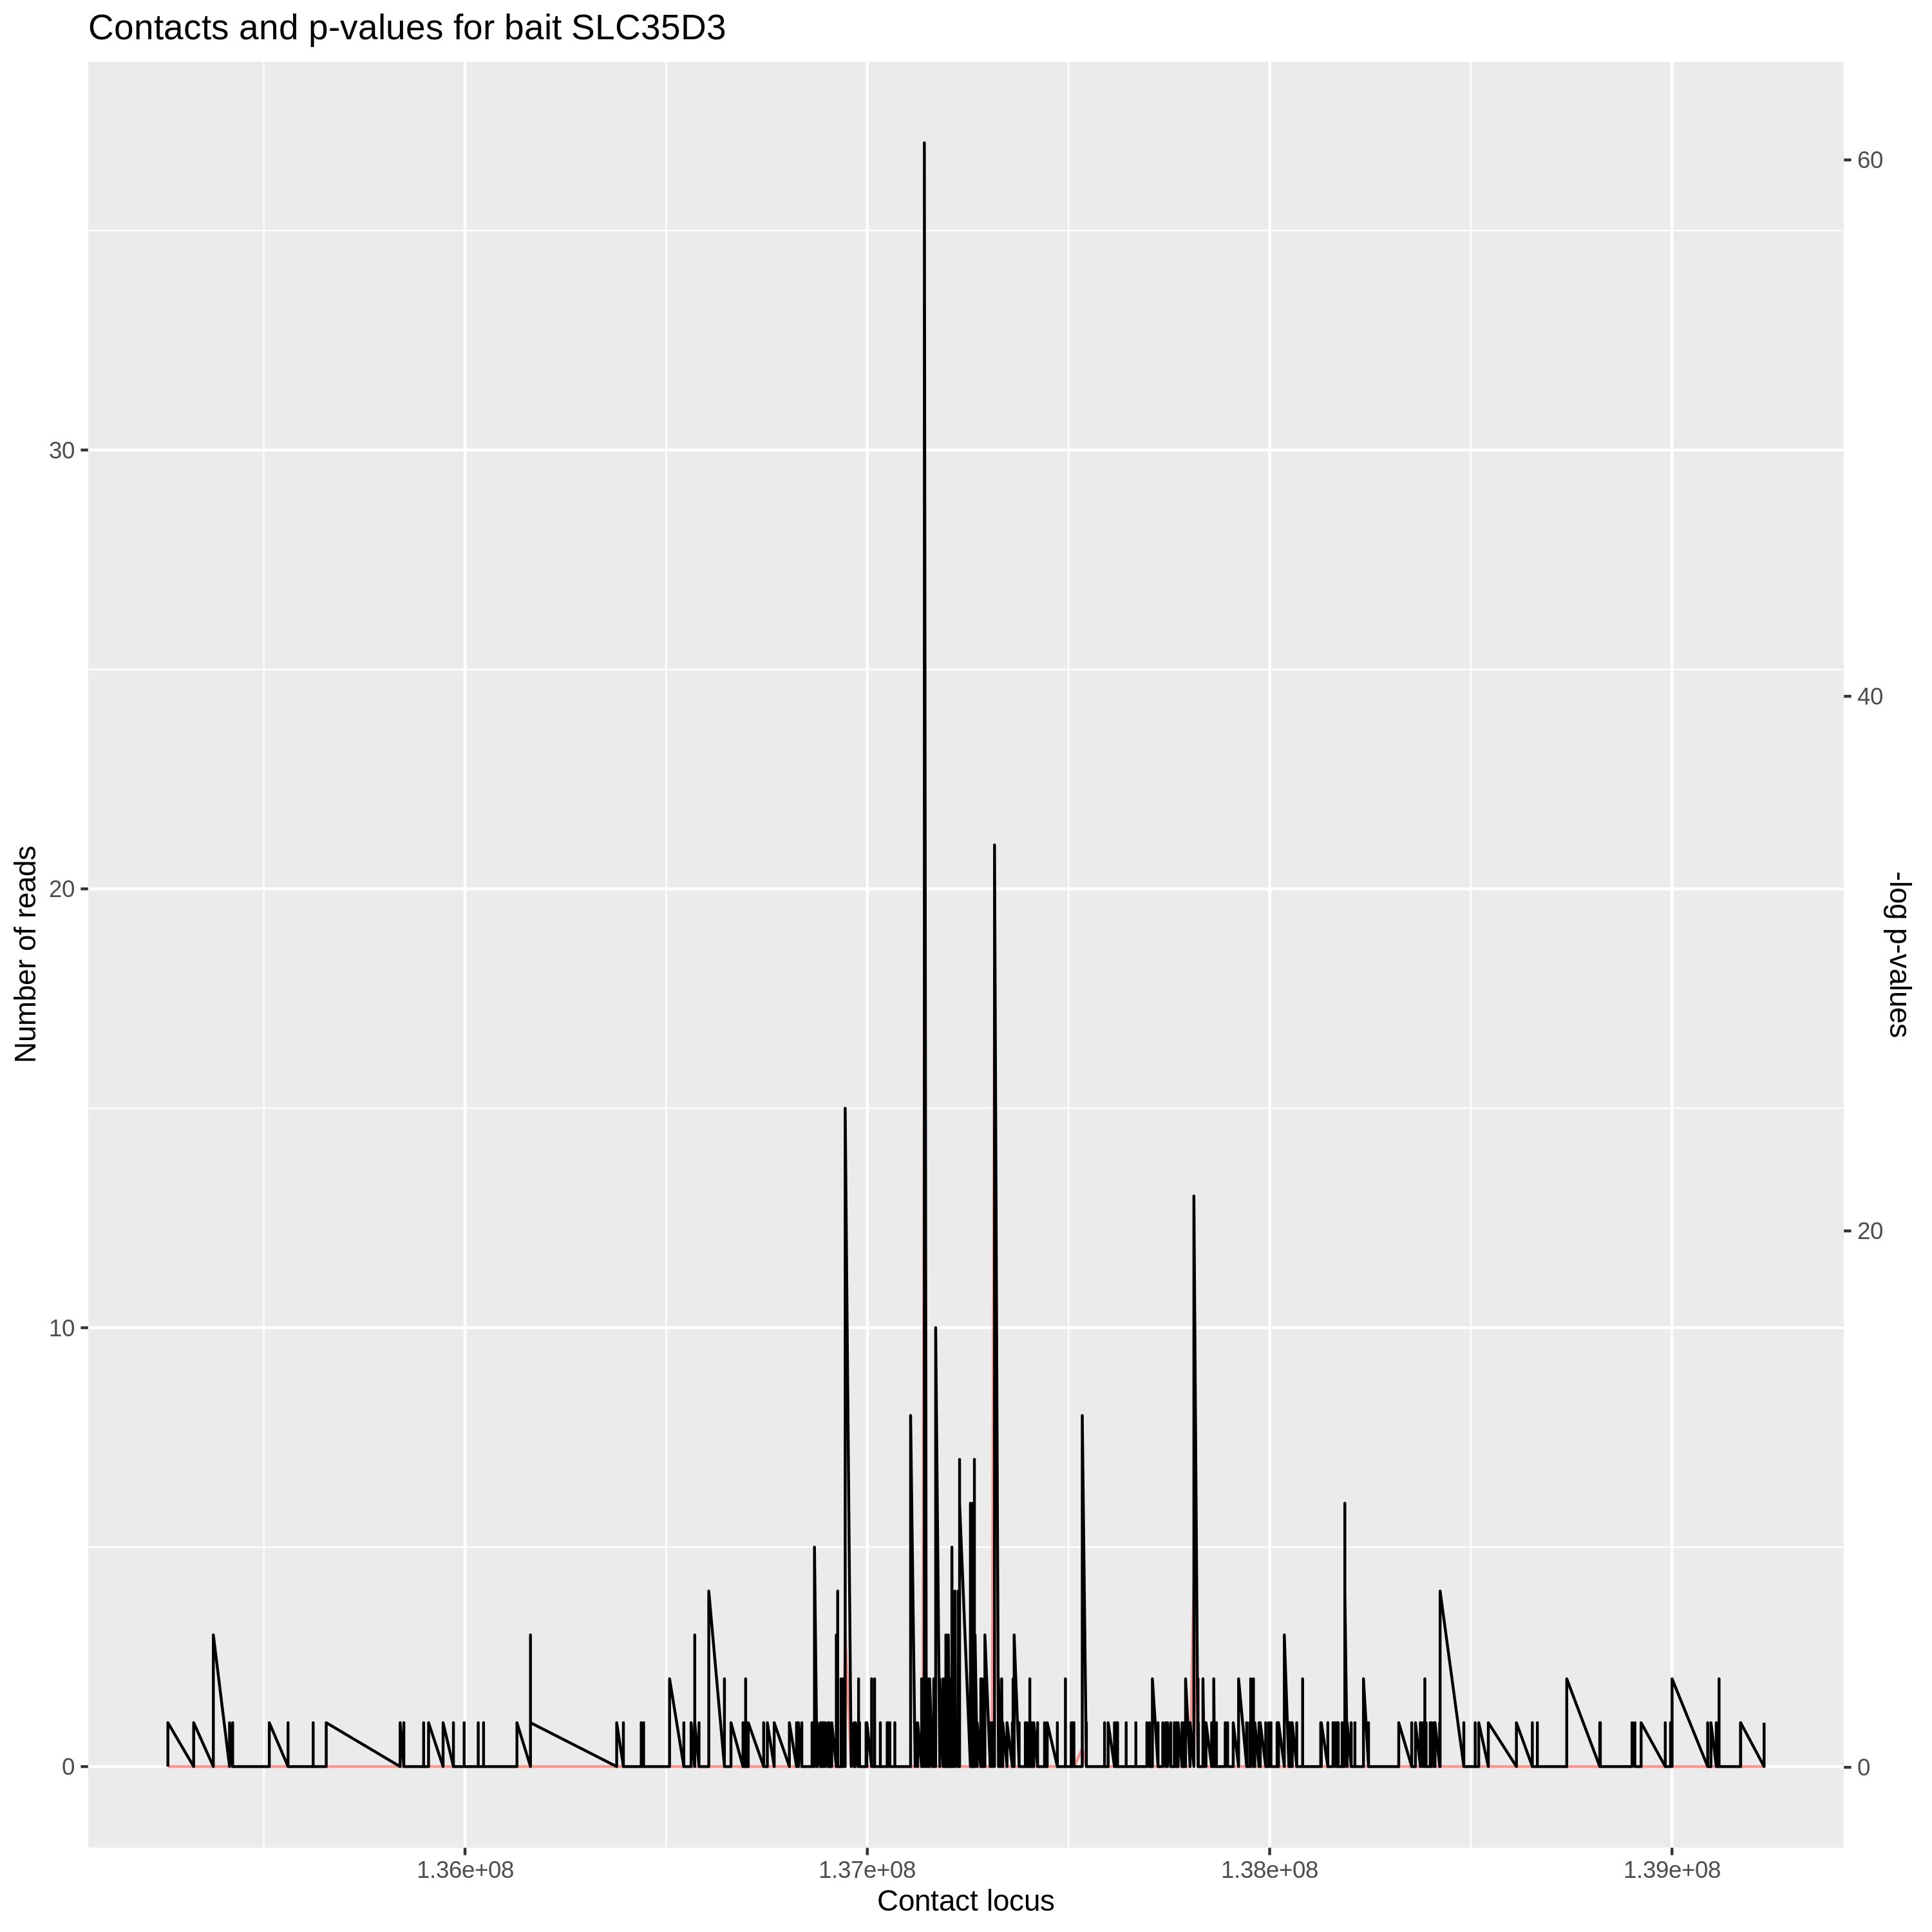 Contacts and p-values for bait SLC35D3
Number of reads
30
20
10
0
60
40
20
0
-log p-values
1.36e+08
1.37e+08
1.38e+08
1.39e+08
Contact locus